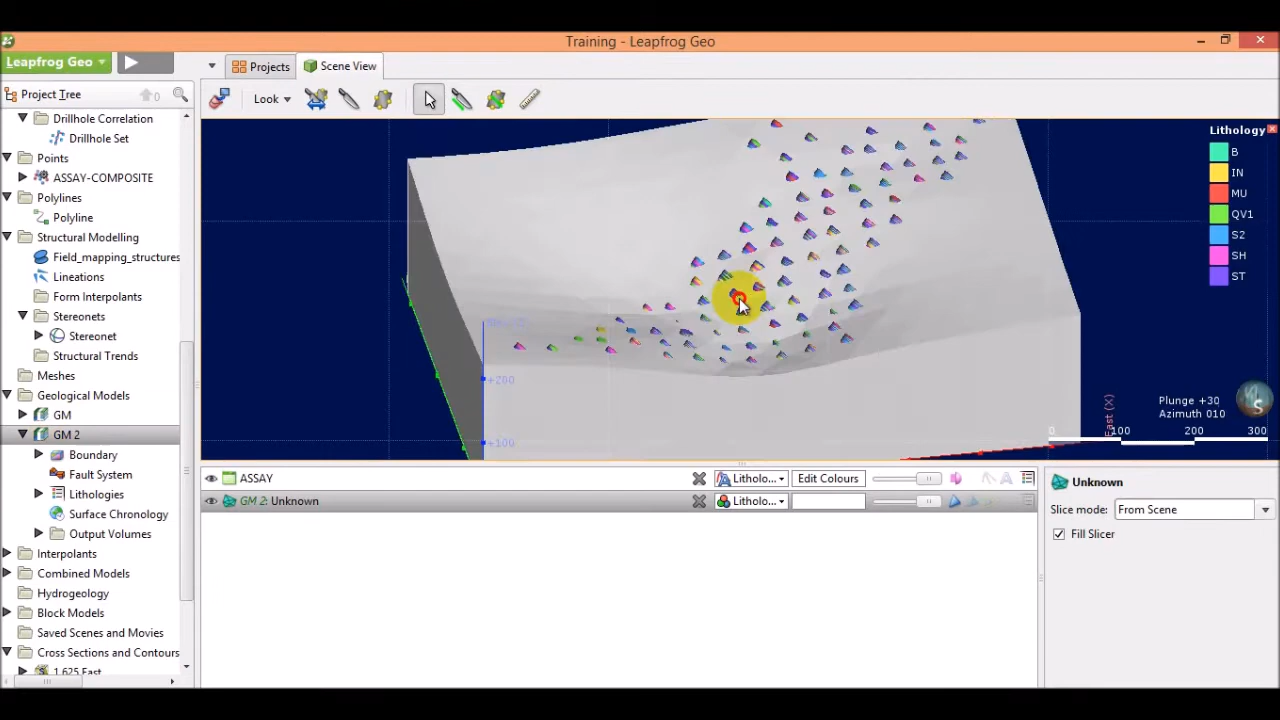 Training - Leapfrog Geo
Leapfrog Geo
Projects
Scene View
Project Tree
Look
Drillhole Correlation
Drillhole Set
Points
ASSAY-COMPOSITE
Polylines
Polyline
Structural Modelling
Field_mapping_structures
Lineations
Form Interpolants
Stereonets
Stereonet
Structural Trends
Meshes
Geological Models
GM
GM 2
Boundary
Fault System
Lithologies
Surface Chronology
Output Volumes
Interpolants
Combined Models
Hydrogeology
Block Models
Saved Scenes and Movies
Cross Sections and Contours
1,625 East
Lithology
B
IN
MU
QV1
S2
SH
ST
+200
+100
East (X)
Plunge +30
Azimuth 010
0 100 200 300
ASSAY
Litholo...
Edit Colours
GM 2: Unknown
Litholo...
Unknown
Slice mode: From Scene
Fill Slicer